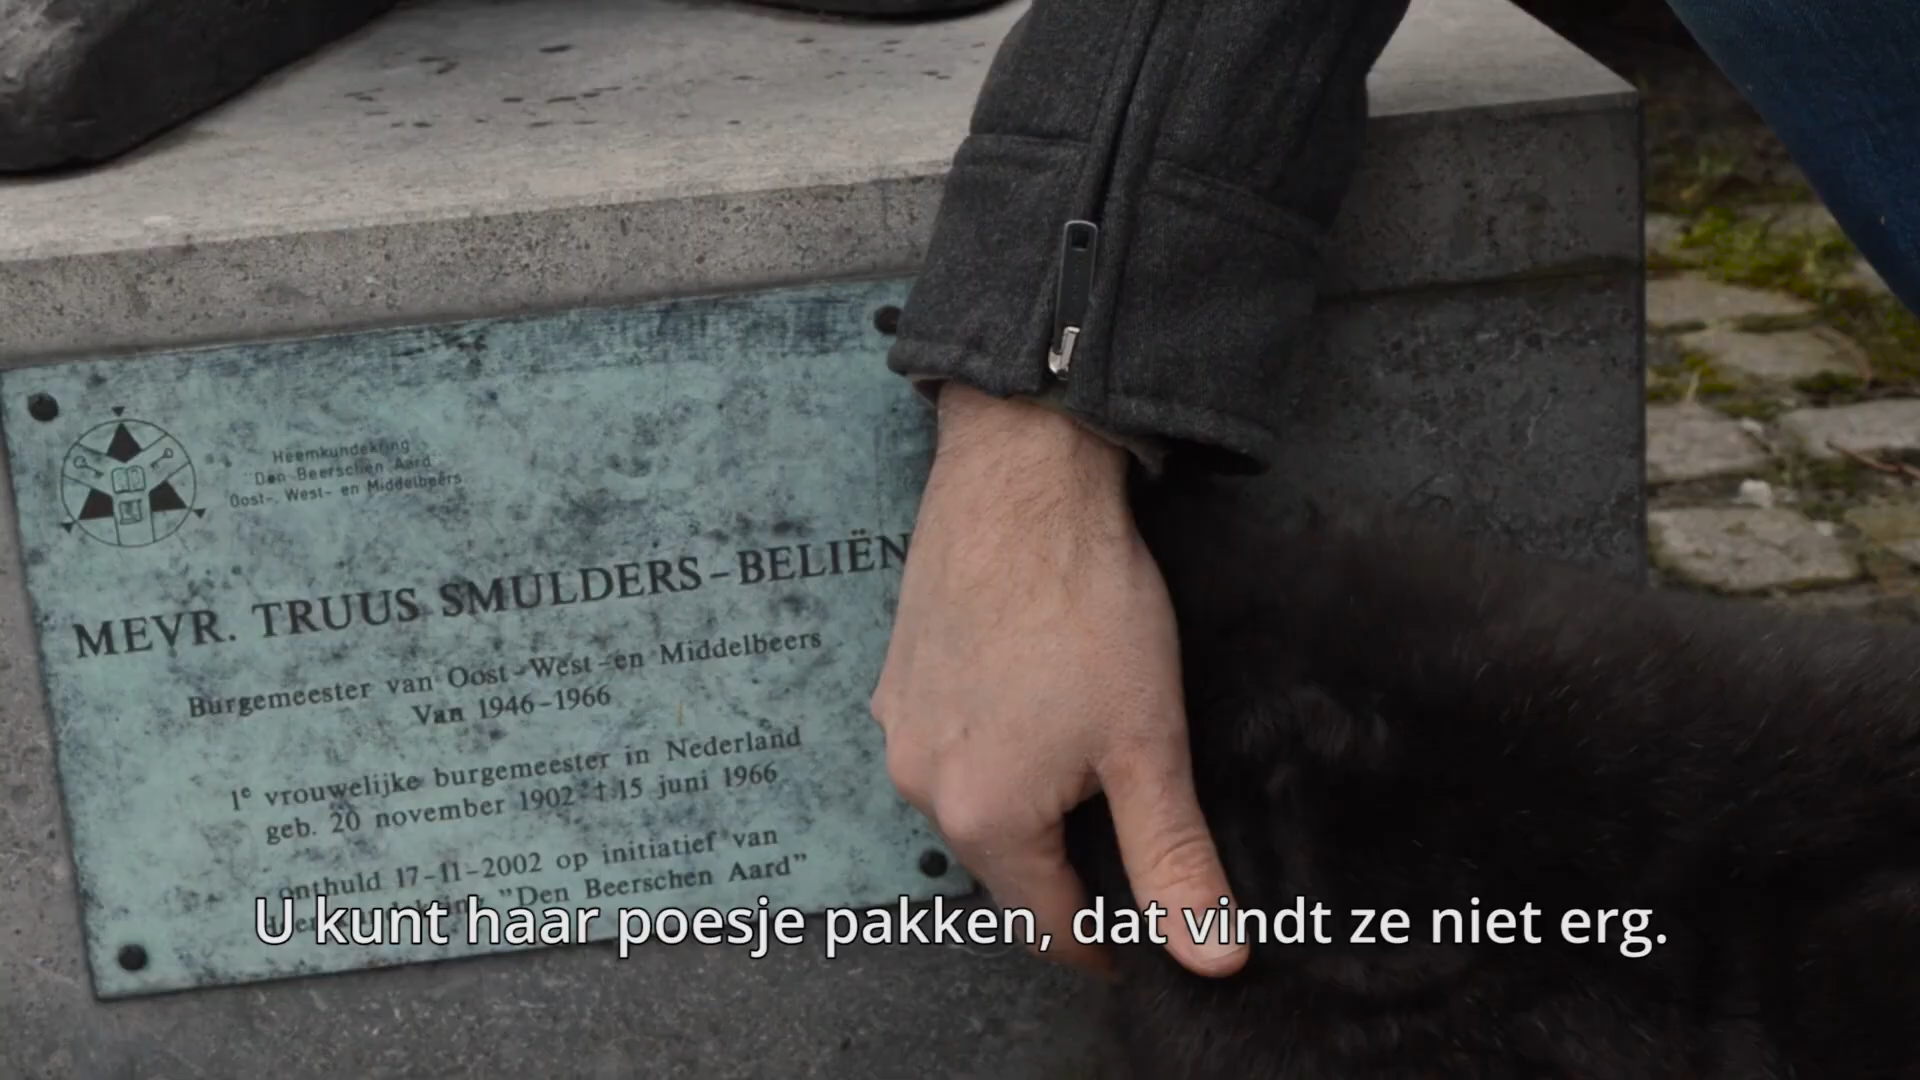 Heemkundekring
"Den Beerschen Aard"
Oost-, West- en Middelbeers
MEVR. TRUUS SMULDERS-BELIËN
Burgemeester van Oost-West-en Middelbeers
Van 1946-1966
1e vrouwelijke burgemeester in Nederland
geb. 20 november 1902 † 15 juni 1966
onthuld 17-11-2002 op initiatief van
"Den Beerschen Aard"
U kunt haar poesje pakken, dat vindt ze niet erg.